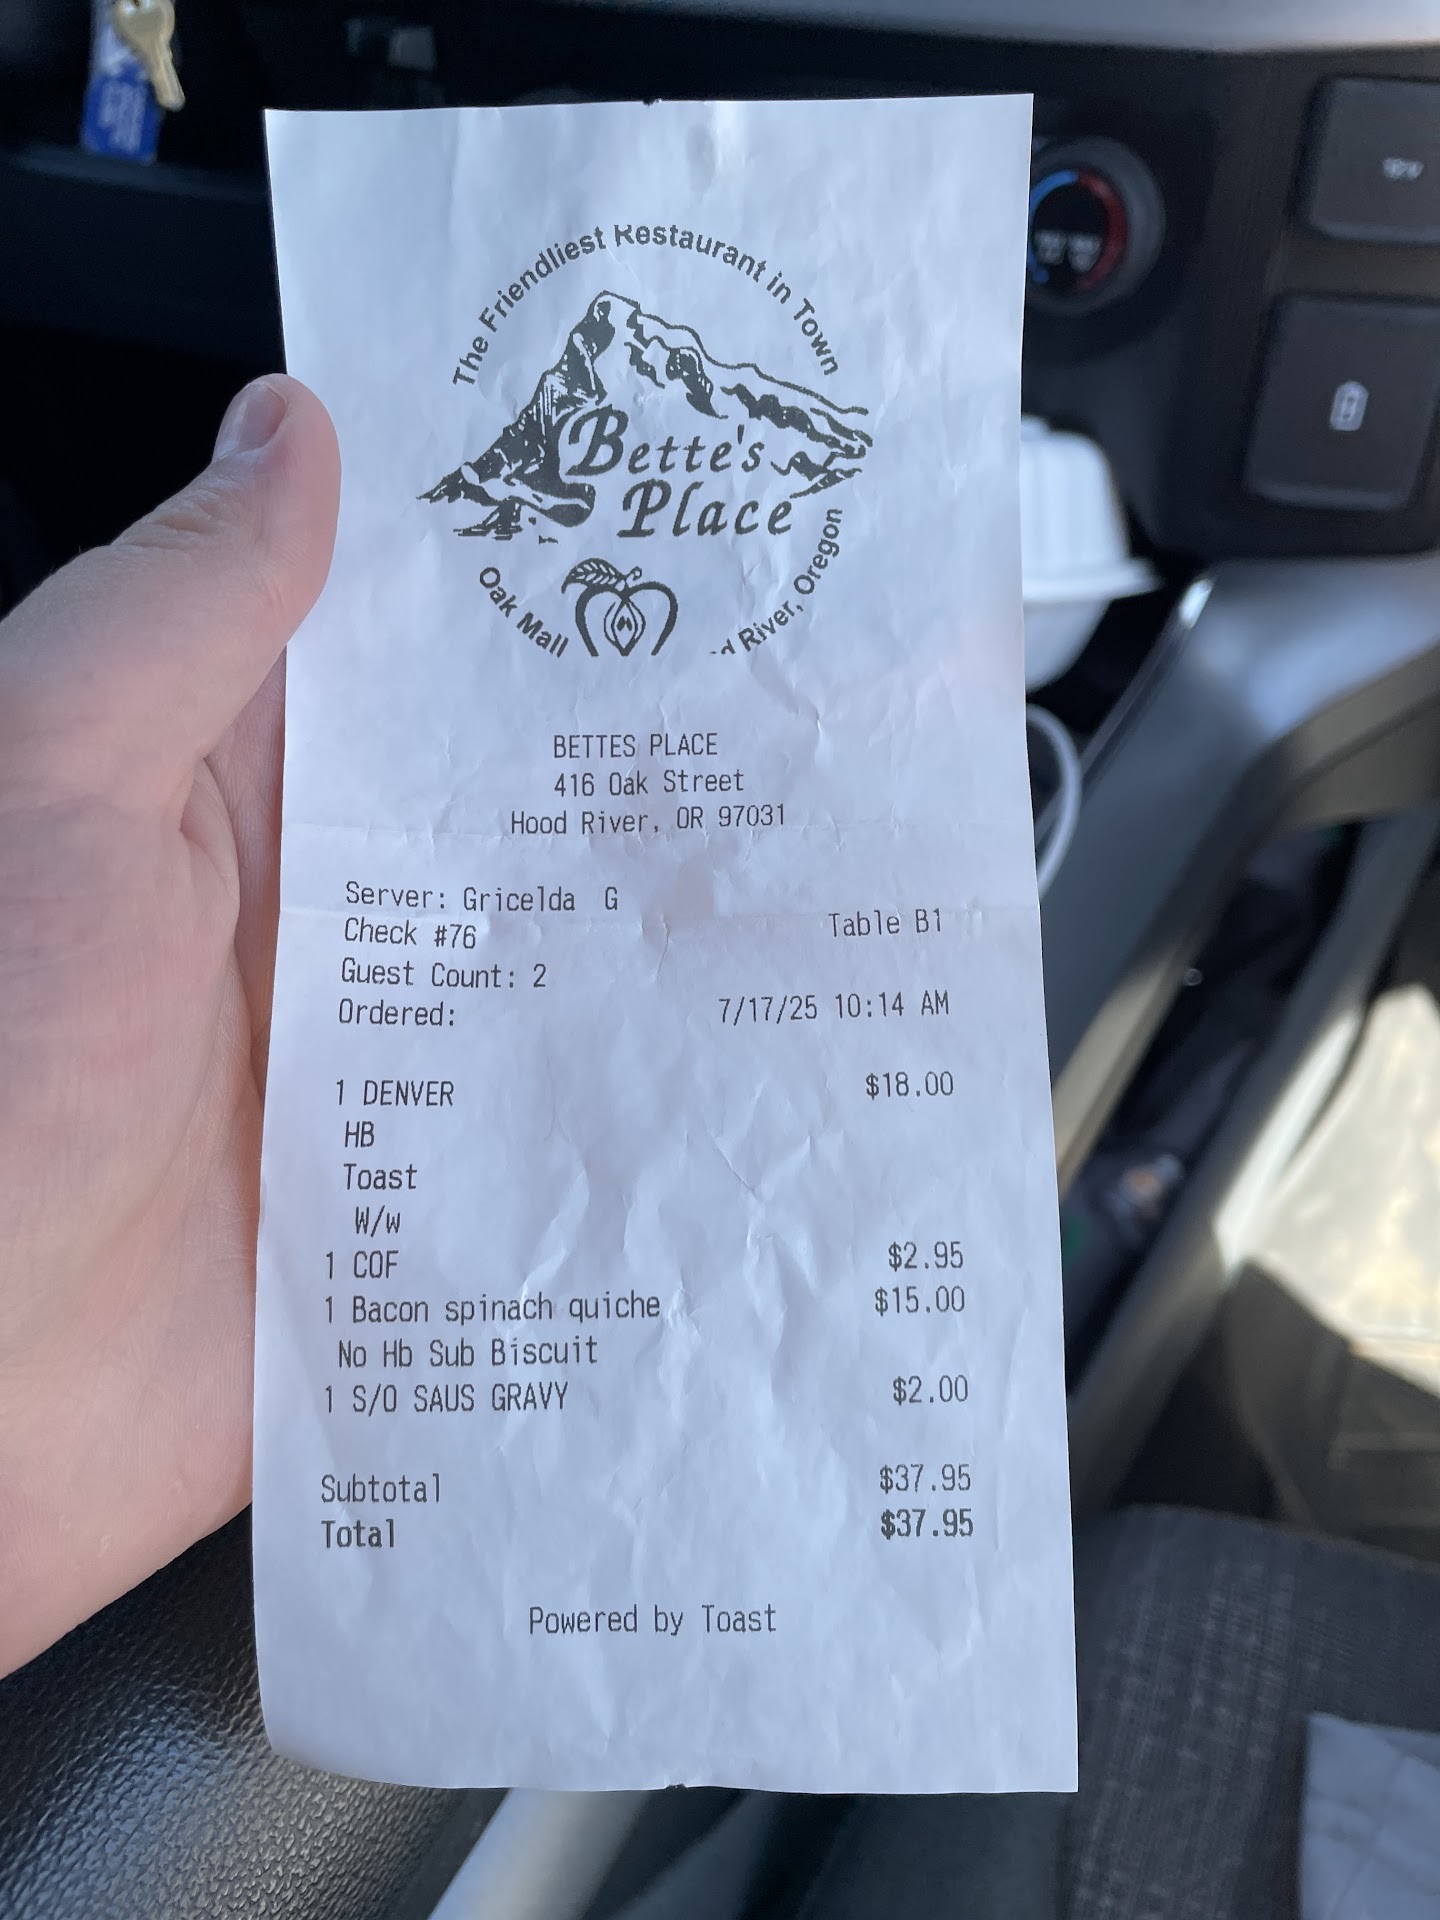 The Friendliest Restaurant in Town
Bette's
Place
Oak Mall
River, Oregon
BETTES PLACE
416 Oak Street
Hood River, OR 97031
Server: Gricelda G
Check #76 Table B1
Guest Count: 2
Ordered: 7/17/25 10:14 AM
1 DENVER $18.00
HB
Toast
W/w
1 COF $2.95
1 Bacon spinach quiche $15.00
No Hb Sub Biscuit
1 S/O SAUS GRAVY $2.00
Subtotal $37.95
Total $37.95
Powered by Toast